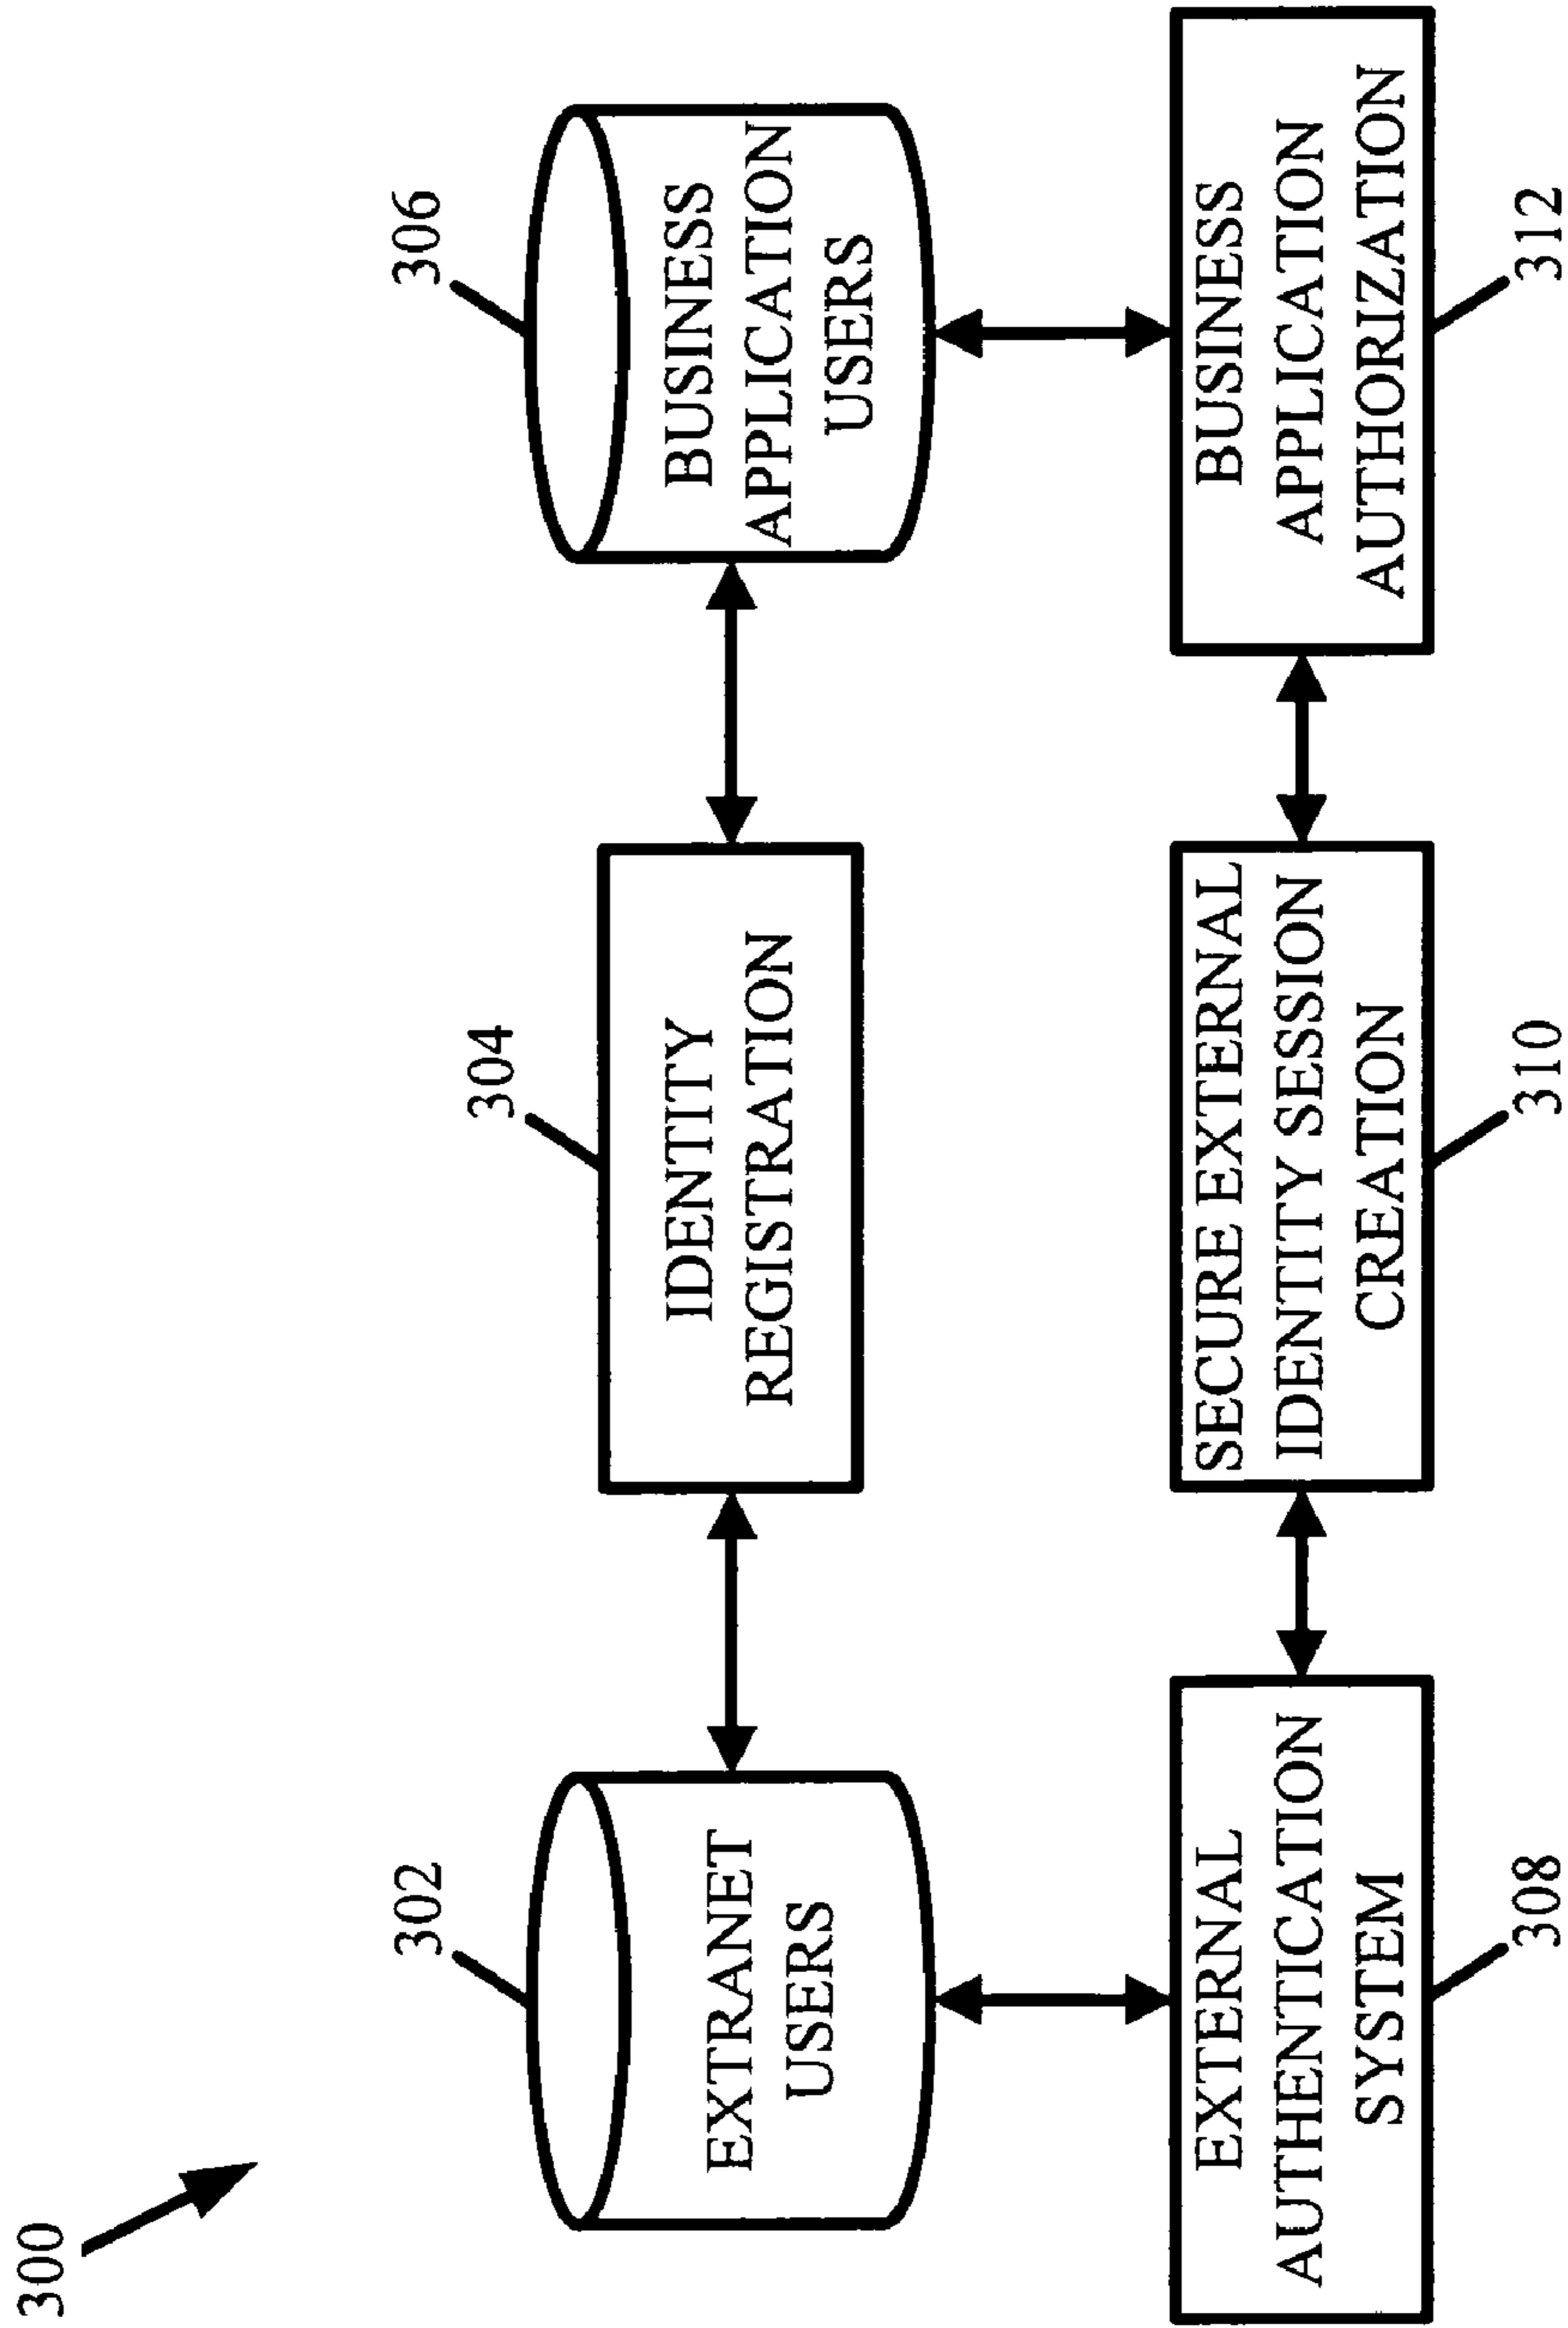 300
302
EXTRANET
USERS
304
IDENTITY
REGISTRATION
306
BUSINESS
APPLICATION
USERS
EXTERNAL
AUTHENTICATION
SYSTEM
308
SECURE EXTERNAL
IDENTITY SESSION
CREATION
310
BUSINESS
APPLICATION
AUTHORIZATION
312